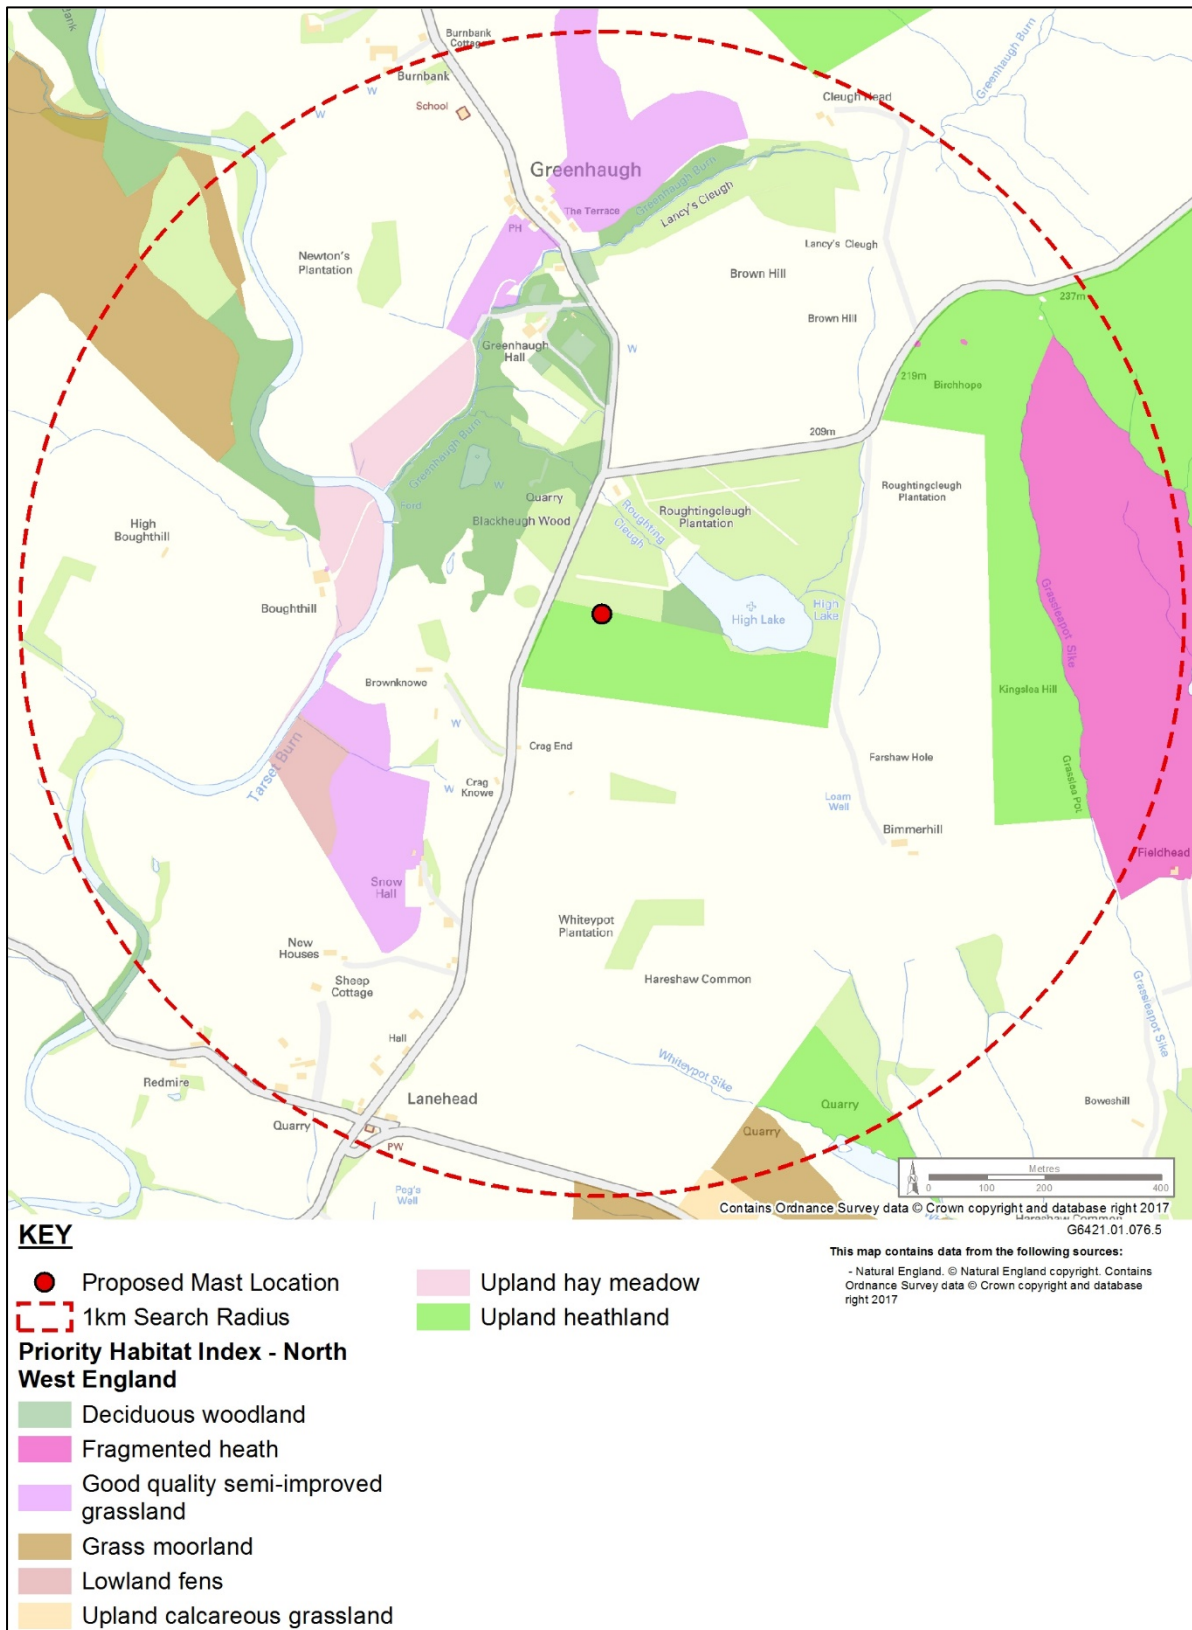 Bank
Burnbank
Cottage
Burnbank
W
School
W
Greenhaugh
The Terrace
PH
Greenhaugh Burn
Lancy's Cleugh
Cleugh Head
Greenhaugh Burn
Newton's
Plantation
Lancy's Cleugh
Brown Hill
Brown Hill
237m
Greenhaugh
Hall
W
219m
Birchhope
209m
Greenhaugh Burn
W
Ford
Quarry
Blackheugh Wood
Roughting
Cleugh
Roughtingcleugh
Plantation
Roughtingcleugh
Plantation
High
Boughthill
Boughthill
High Lake
High
Lake
Grassleapot Sike
Brownknowe
W
Kingslea Hill
Tarset Burn
Crag End
Crag
Knowe
W
Farshaw Hole
Grasslea Pot
Loam
Well
Bimmerhill
Fieldhead
Snow
Hall
Whiteypot
Plantation
New
Houses
Sheep
Cottage
Hareshaw Common
Hall
Whiteypot Sike
Grassleapot Sike
Redmire
Lanehead
Quarry
Quarry
Quarry
Boweshill
PW
Peg's
Well
Metres
N
0 100 200 400
Contains Ordnance Survey data © Crown copyright and database right 2017
Hareshaw Common
G6421.01.076.5
KEY
Proposed Mast Location
1km Search Radius
Priority Habitat Index - North
West England
Deciduous woodland
Fragmented heath
Good quality semi-improved
grassland
Grass moorland
Lowland fens
Upland calcareous grassland
Upland hay meadow
Upland heathland
This map contains data from the following sources:
- Natural England. © Natural England copyright. Contains
Ordnance Survey data © Crown copyright and database
right 2017